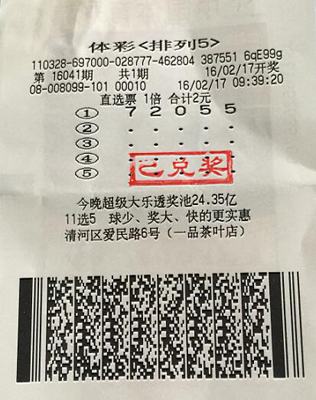 体彩<排列5>
110328-697000-028777-462804 387551 6qE99g
第 16041期 共1期 16/02/17开奖
08-008099-101 00010 16/02/17 09:39:20
直选票 1倍 合计2元
① 7 2 0 5 5
② . . . . .
③ . . . . .
④ . . . . .
⑤
已兑奖
今晚超级大乐透奖池24.35亿
11选5 球少、奖大、快的更实惠
清河区爱民路6号（一品茶叶店）